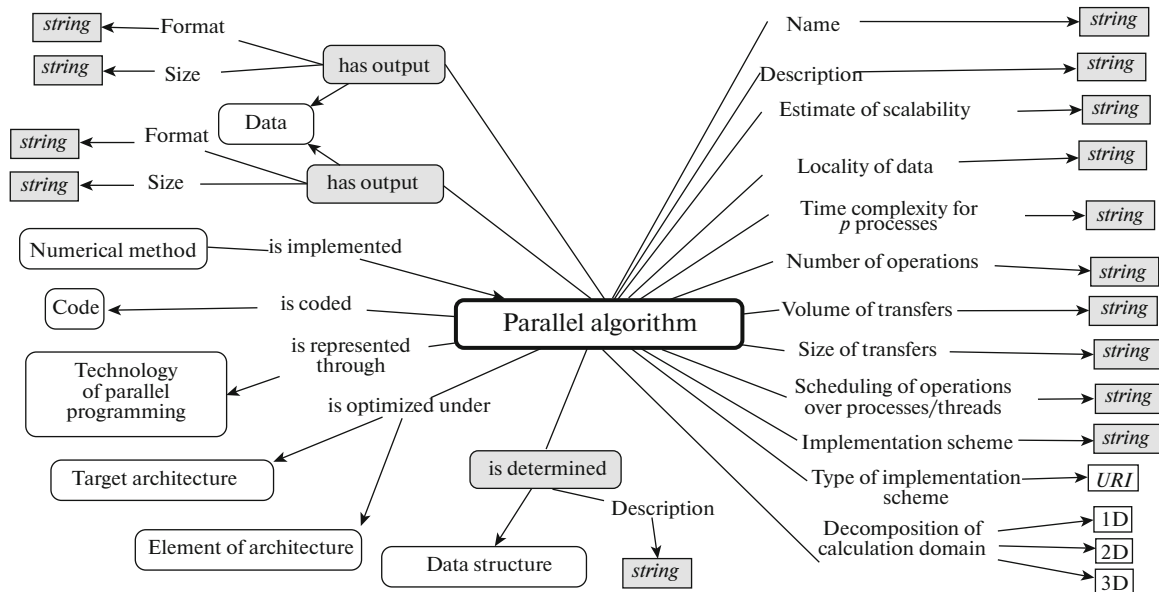 string
Format
string
Size
has output
Data
string
Format
string
Size
has output
Numerical method
is implemented
Code
is coded
Technology
of parallel
programming
is represented
through
is optimized under
Target architecture
Element of architecture
is determined
Description
string
Data structure
Parallel algorithm
Name
string
Description
string
Estimate of scalability
string
Locality of data
string
Time complexity for
p processes
string
Number of operations
string
Volume of transfers
string
Size of transfers
string
Scheduling of operations
over processes/threads
string
Implementation scheme
string
Type of implementation
scheme
URI
Decomposition of
calculation domain
1D
2D
3D